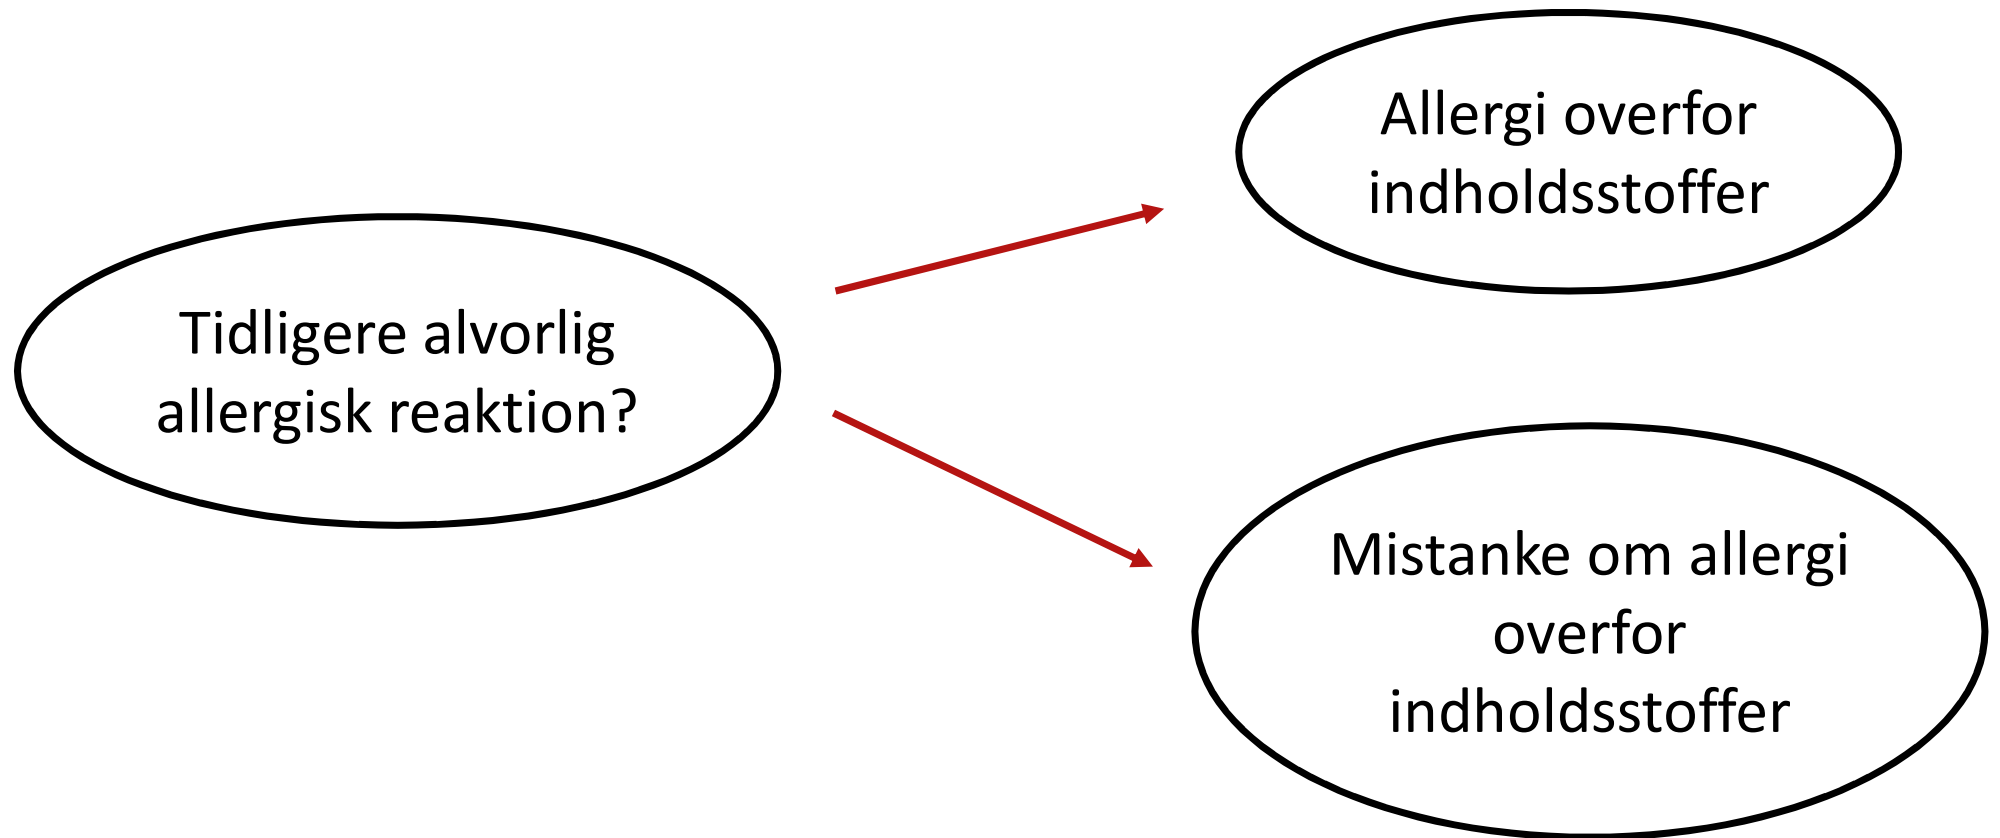 Tidligere alvorlig
allergisk reaktion?
Allergi overfor
indholdsstoffer
Mistanke om allergi
overfor
indholdsstoffer